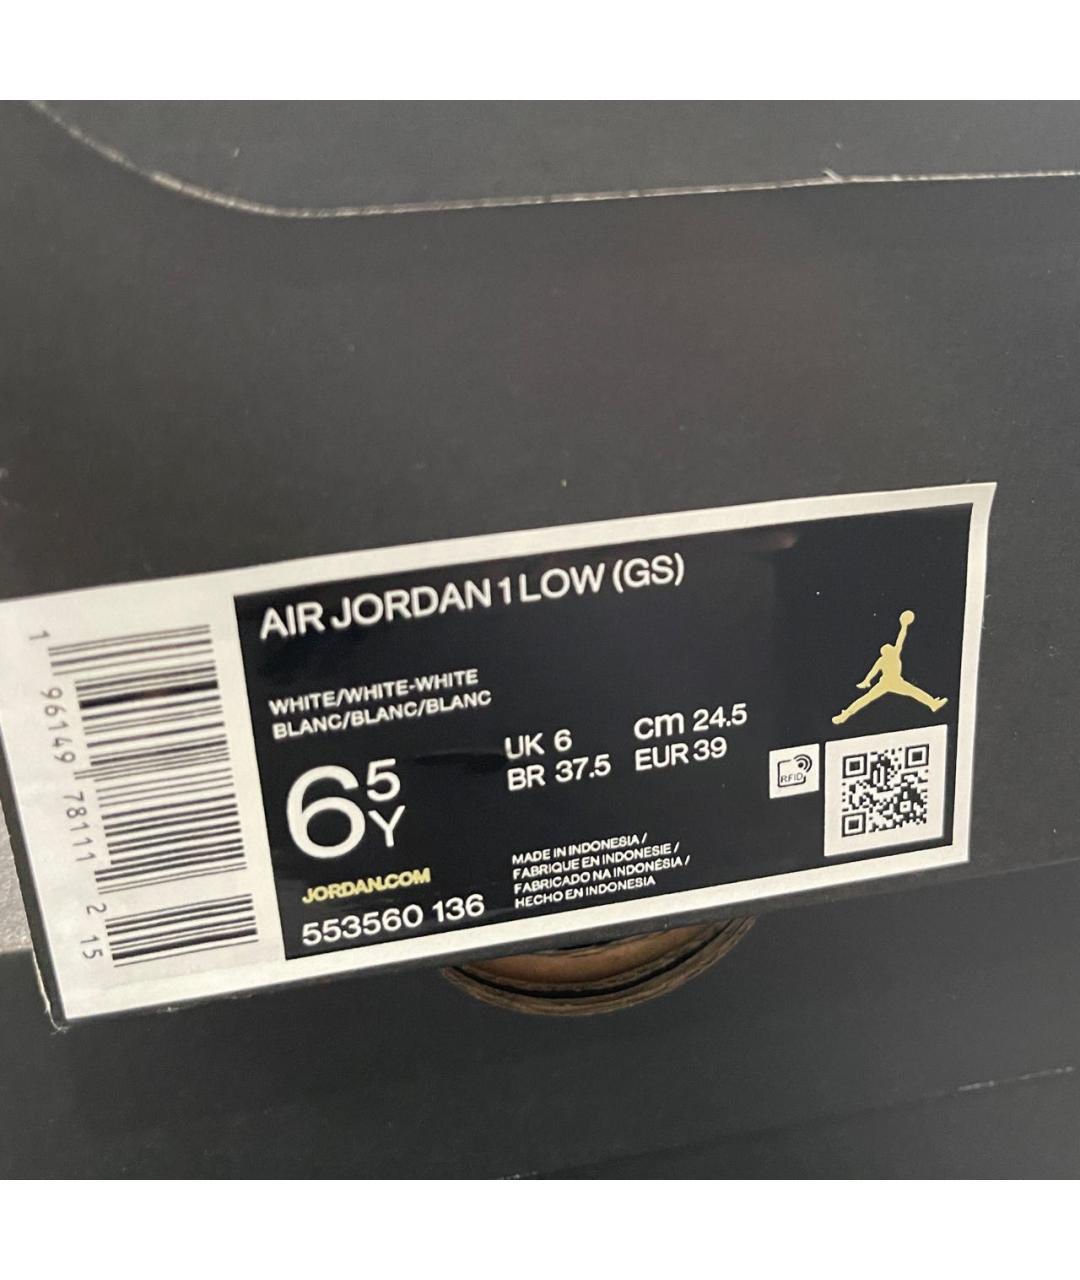 AIR JORDAN 1 LOW (GS)
WHITE/WHITE-WHITE
BLANC/BLANC/BLANC
6 5 Y
UK 6
BR 37.5
cm 24.5
EUR 39
RFID
JORDAN.COM
553560 136
MADE IN INDONESIA /
FABRIQUE EN INDONESIE /
FABRICADO NA INDONÉSIA /
HECHO EN INDONESIA
1 96149 78111 2 15